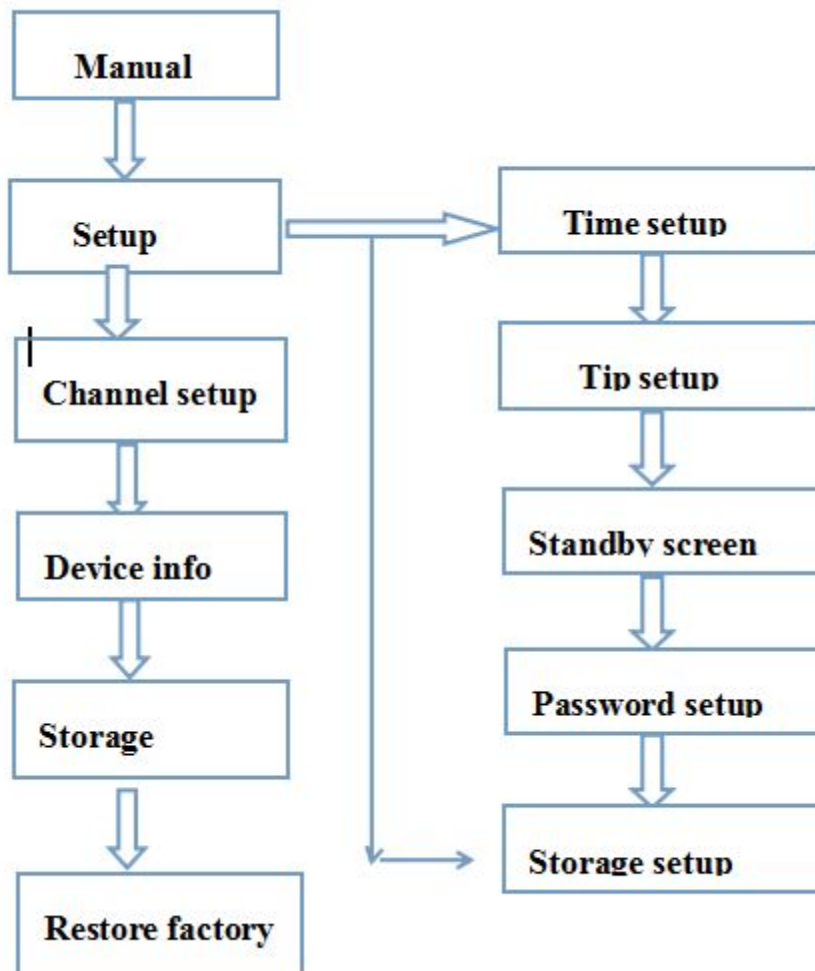 Manual
Setup
Channel setup
Device info
Storage
Restore factory
Time setup
Tip setup
Standby screen
Password setup
Storage setup